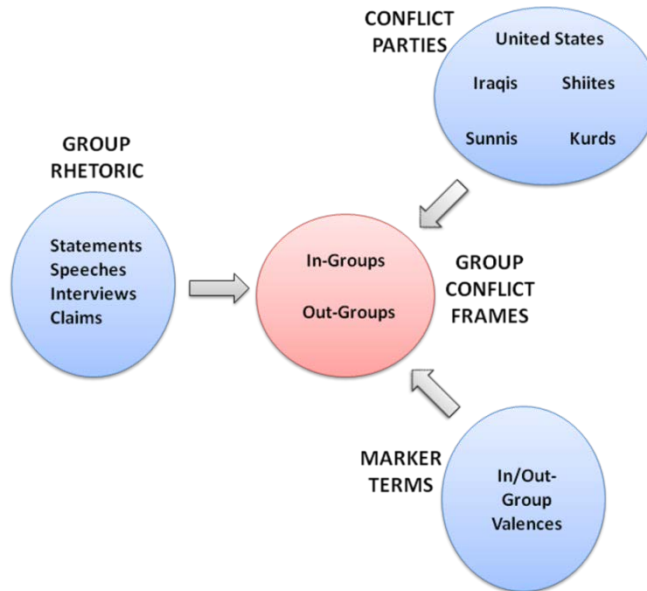 CONFLICT
PARTIES
United States
Iraqis Shiites
Sunnis Kurds
GROUP
RHETORIC
Statements
Speeches
Interviews
Claims
In-Groups
Out-Groups
GROUP
CONFLICT
FRAMES
MARKER
TERMS
In/Out-
Group
Valences